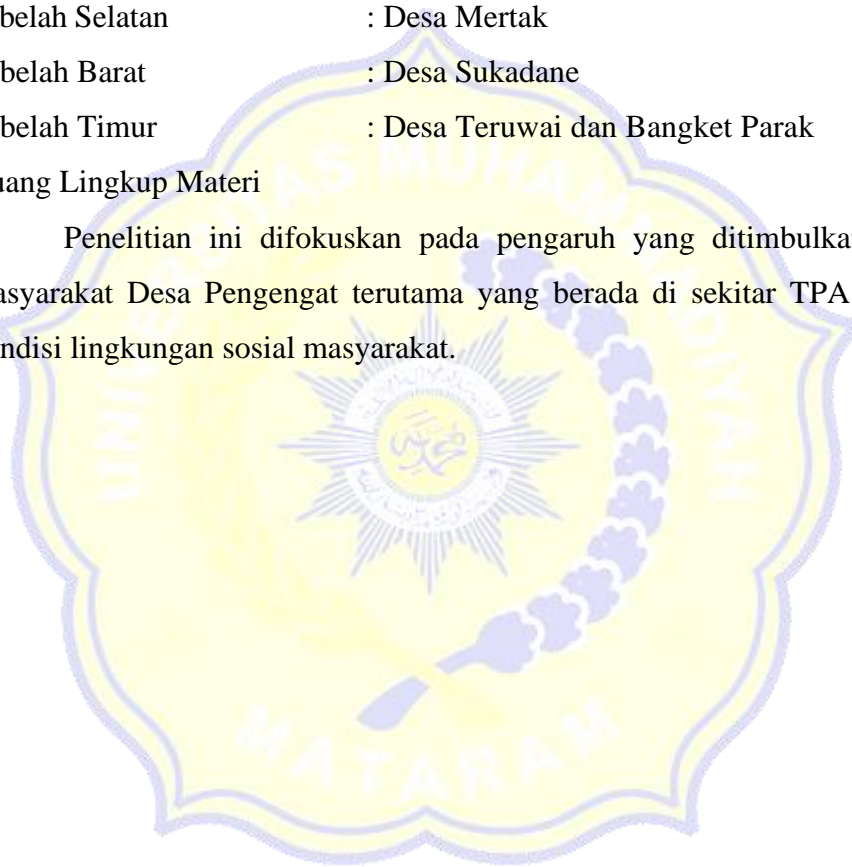 belah Selatan : Desa Mertak
belah Barat : Desa Sukadane
belah Timur : Desa Teruwai dan Bangket Parak
uang Lingkup Materi
Penelitian ini difokuskan pada pengaruh yang ditimbulka
asyarakat Desa Pengengat terutama yang berada di sekitar TPA
ndisi lingkungan sosial masyarakat.
UNIVERSITAS MUHAMMADIYAH
MATARAM